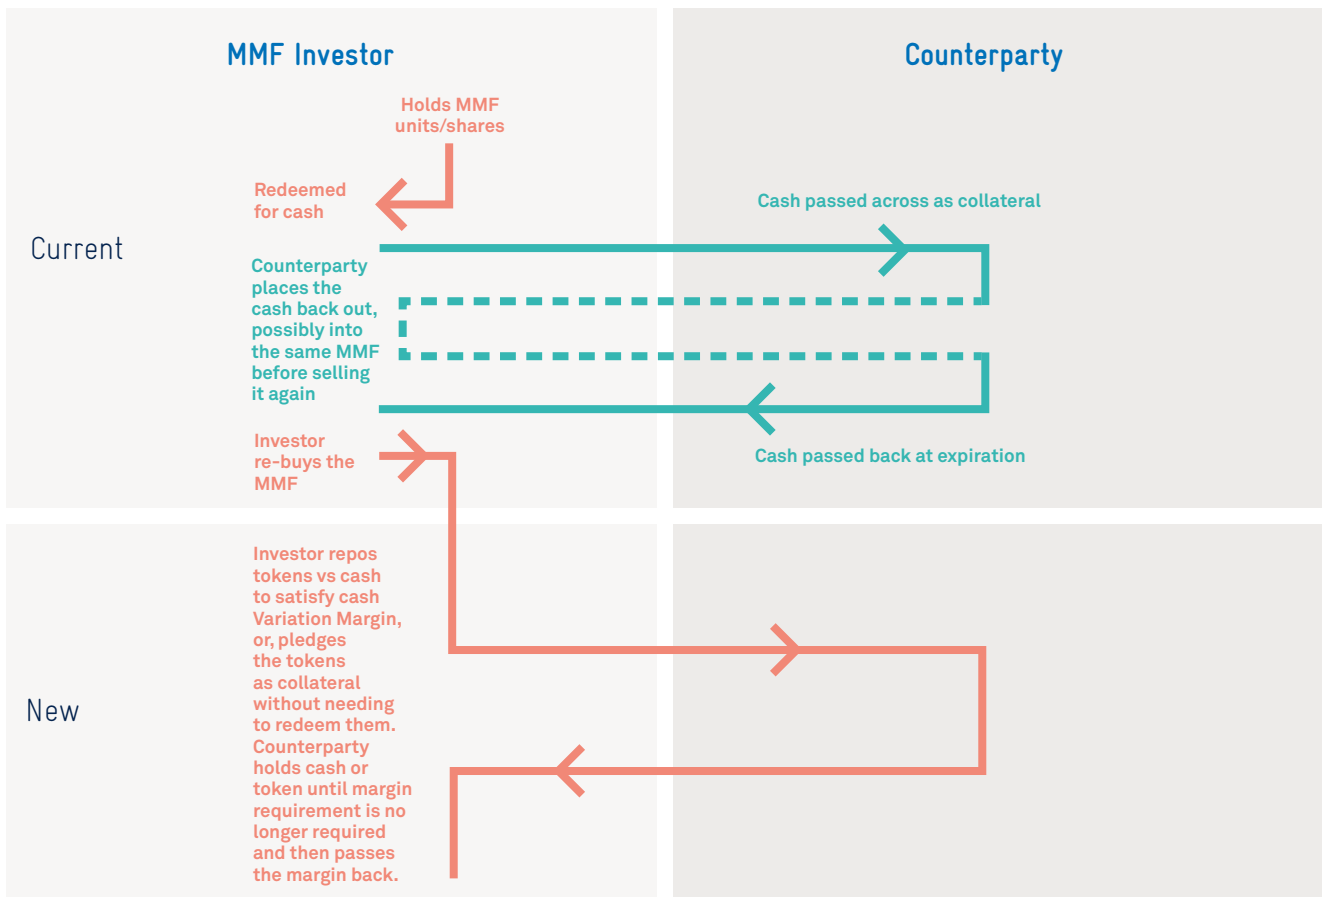 MMF Investor
Counterparty
Holds MMF
units/shares
Redeemed
for cash
Cash passed across as collateral
Current
Counterparty
places the
cash back out,
possibly into
the same MMF
before selling
it again
Investor
re-buys the
MMF
Cash passed back at expiration
New
Investor repos
tokens vs cash
to satisfy cash
Variation Margin,
or, pledges
the tokens
as collateral
without needing
to redeem them.
Counterparty
holds cash or
token until margin
requirement is no
longer required
and then passes
the margin back.